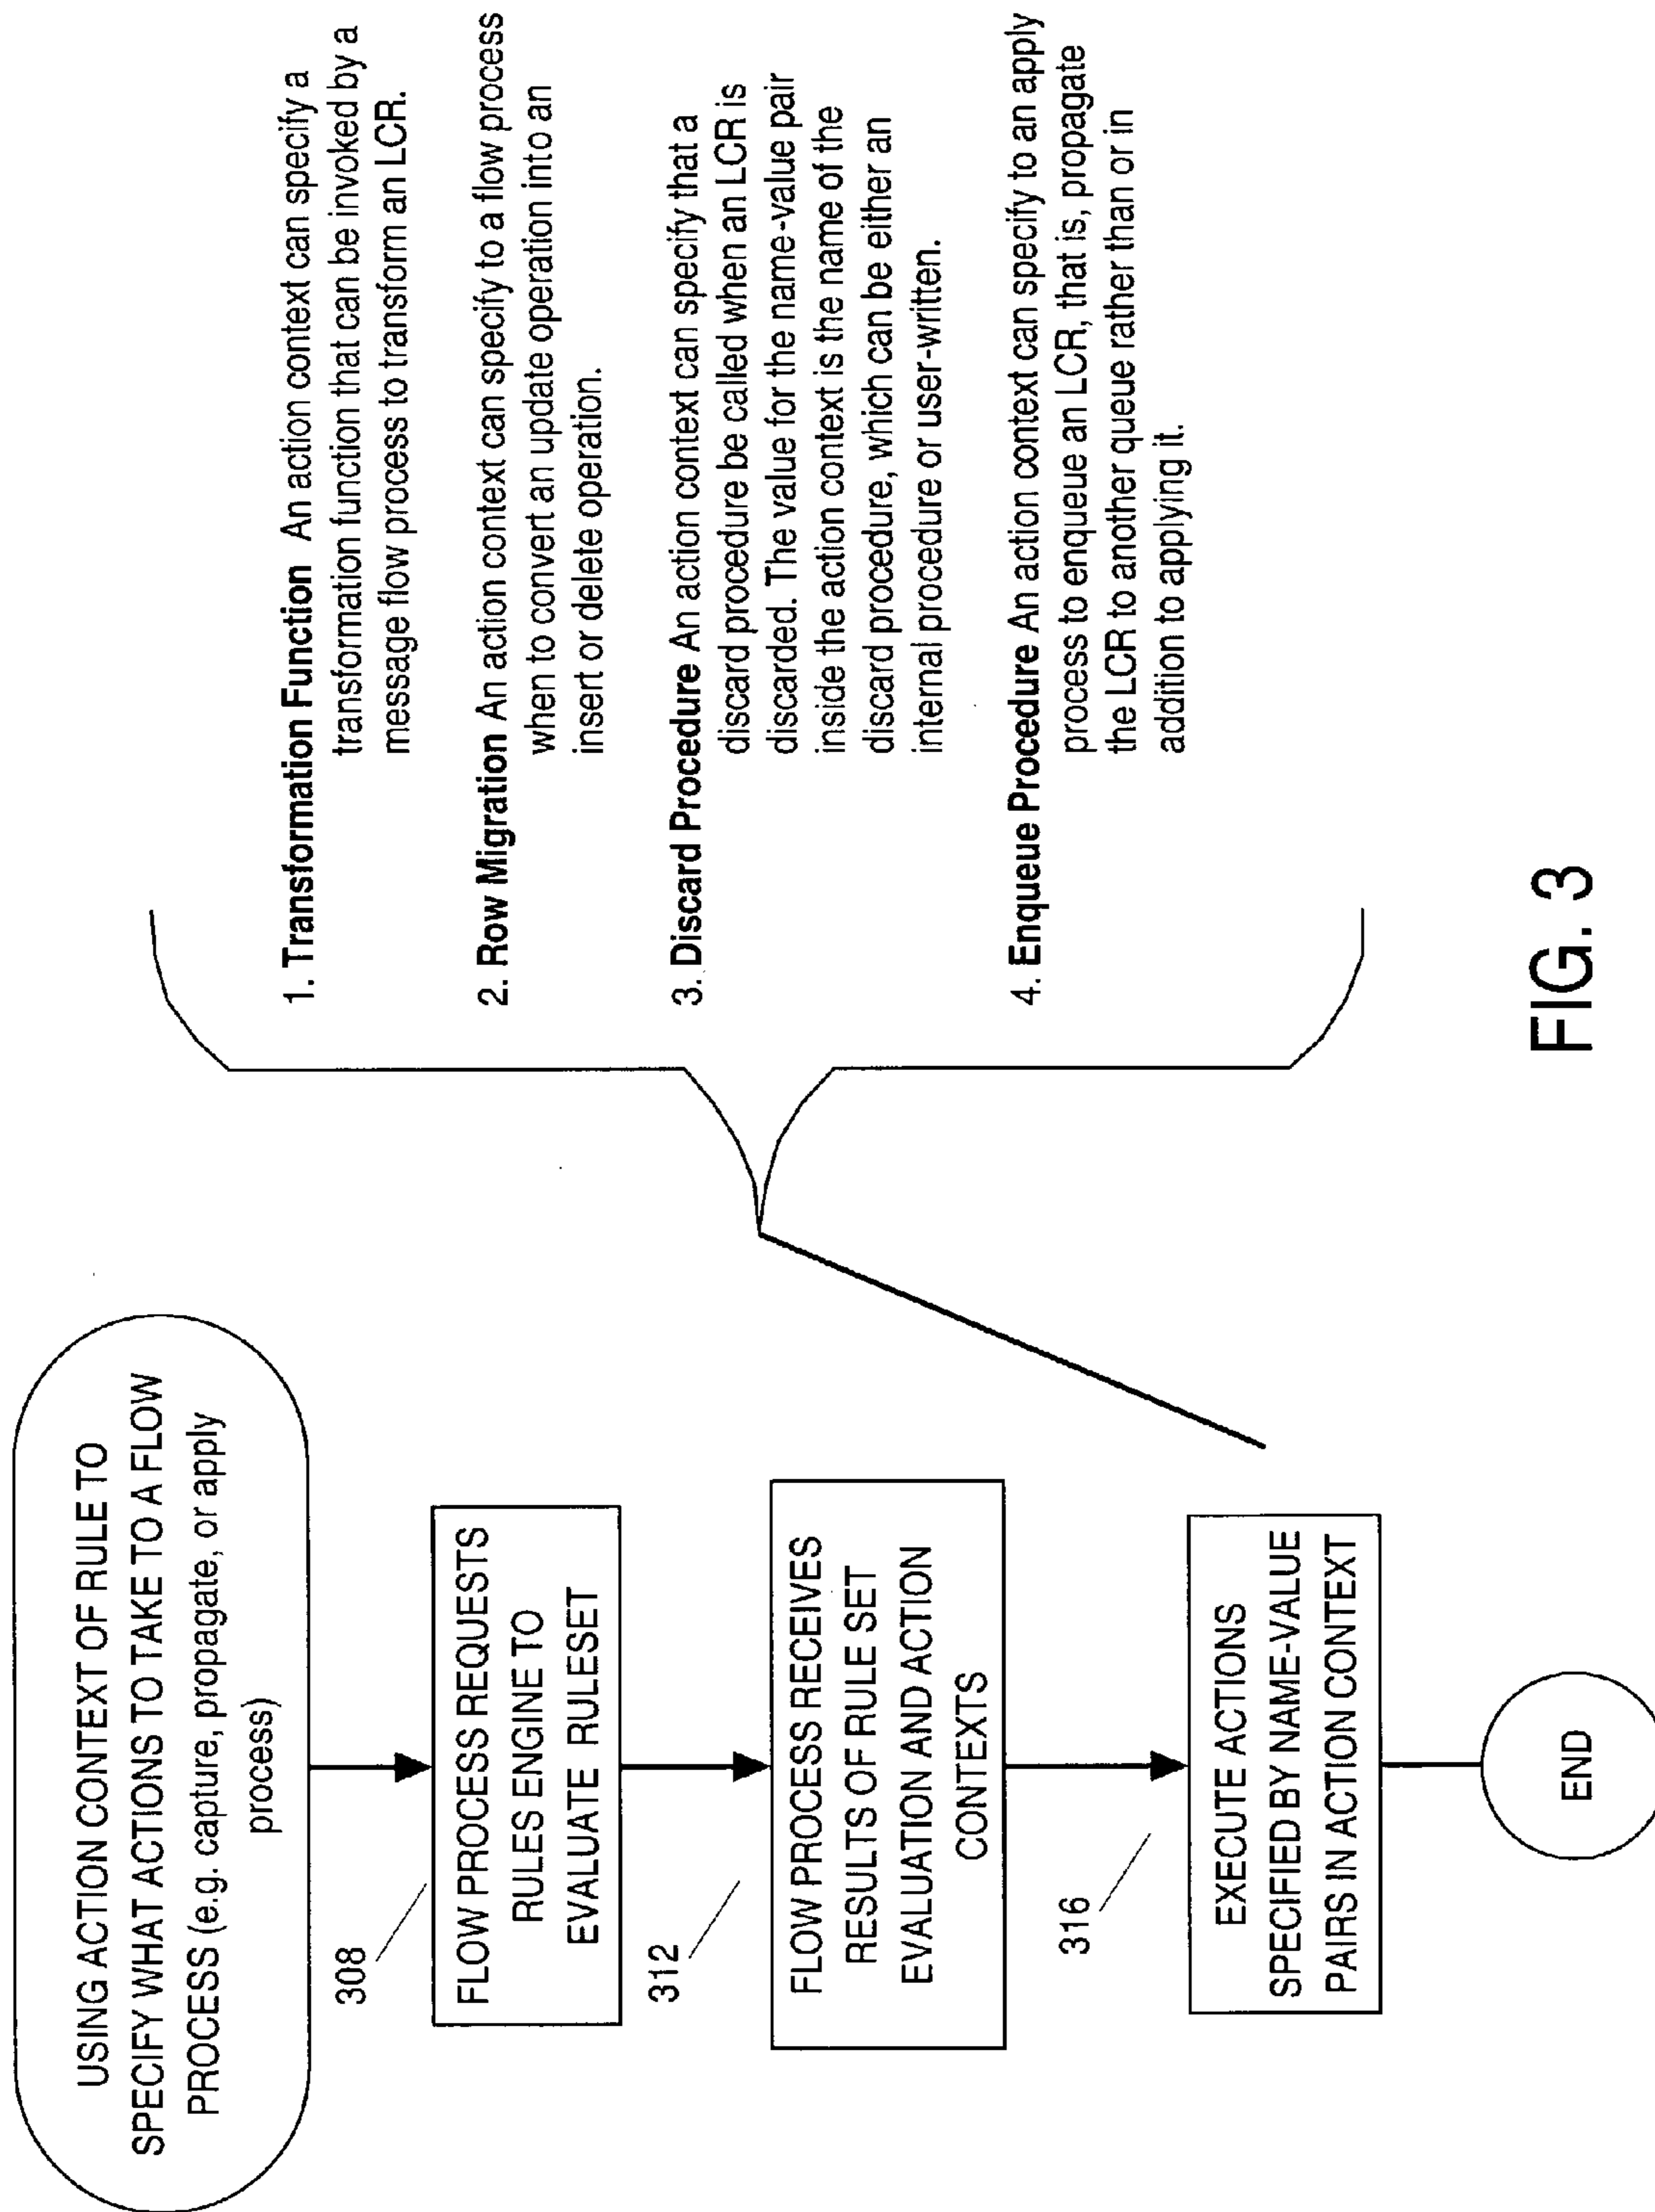 USING ACTION CONTEXT OF RULE TO
SPECIFY WHAT ACTIONS TO TAKE TO A FLOW
PROCESS (e.g. capture, propagate, or apply
process)
308
FLOW PROCESS REQUESTS
RULES ENGINE TO
EVALUATE RULESET
312
FLOW PROCESS RECEIVES
RESULTS OF RULE SET
EVALUATION AND ACTION
CONTEXTS
316
EXECUTE ACTIONS
SPECIFIED BY NAME-VALUE
PAIRS IN ACTION CONTEXT
END
1. Transformation Function An action context can specify a
transformation function that can be invoked by a
message flow process to transform an LCR.
2. Row Migration An action context can specify to a flow process
when to convert an update operation into an
insert or delete operation.
3. Discard Procedure An action context can specify that a
discard procedure be called when an LCR is
discarded. The value for the name-value pair
inside the action context is the name of the
discard procedure, which can be either an
internal procedure or user-written.
4. Enqueue Procedure An action context can specify to an apply
process to enqueue an LCR, that is, propagate
the LCR to another queue rather than or in
addition to applying it.
FIG. 3